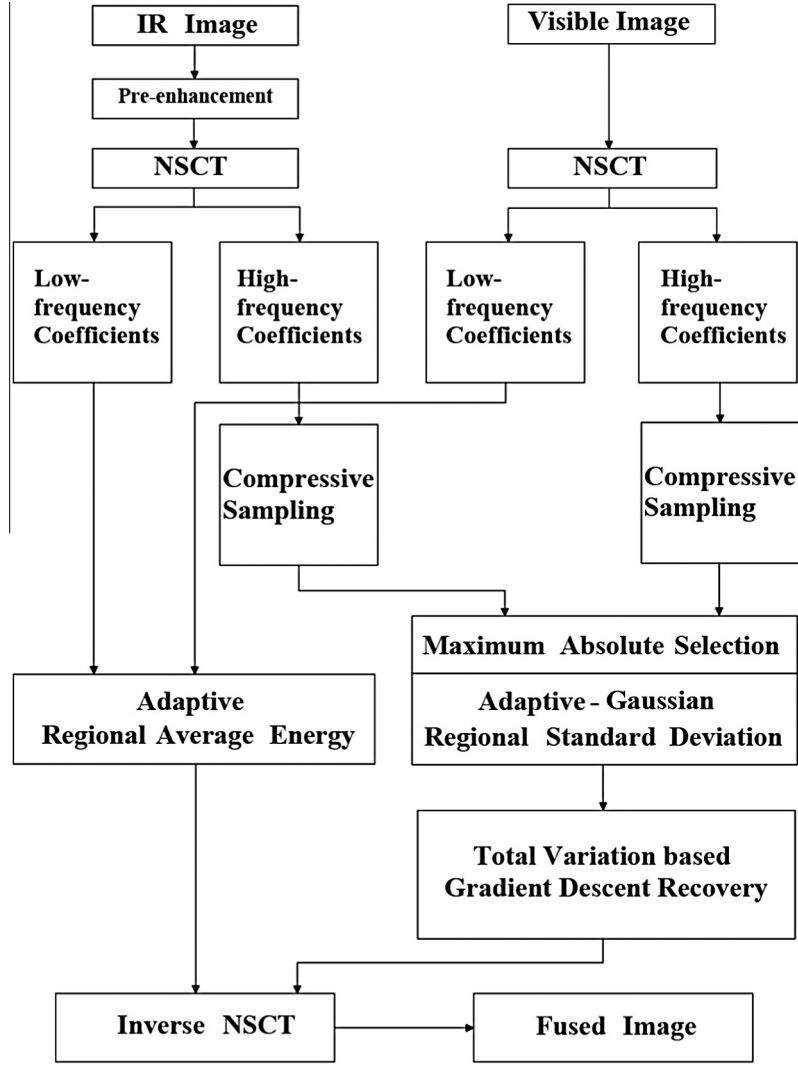 IR Image
Visible Image
Pre-enhancement
NSCT
NSCT
Low-
frequency
Coefficients
High-
frequency
Coefficients
Low-
frequency
Coefficients
High-
frequency
Coefficients
Compressive
Sampling
Compressive
Sampling
Maximum Absolute Selection
Adaptive
Regional Average Energy
Adaptive - Gaussian
Regional Standard Deviation
Total Variation based
Gradient Descent Recovery
Inverse NSCT
Fused Image